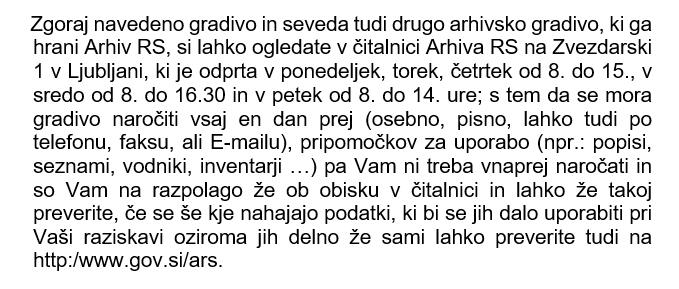 Zgoraj navedeno gradivo in seveda tudi drugo arhivsko gradivo, ki ga
hrani Arhiv RS, si lahko ogledate v čitalnici Arhiva RS na Zvezdarski
1 v Ljubljani, ki je odprta v ponedeljek, torek, četrtek od 8. do 15., v
sredo od 8. do 16.30 in v petek od 8. do 14. ure; s tem da se mora
gradivo naročiti vsaj en dan prej (osebno, pisno, lahko tudi po
telefonu, faksu, ali E-mailu), pripomočkov za uporabo (npr.: popisi,
seznami, vodniki, inventarji …) pa Vam ni treba vnaprej naročati in
so Vam na razpolago že ob obisku v čitalnici in lahko že takoj
preverite, če se še kje nahajajo podatki, ki bi se jih dalo uporabiti pri
Vaši raziskavi oziroma jih delno že sami lahko preverite tudi na
http:/www.gov.si/ars.